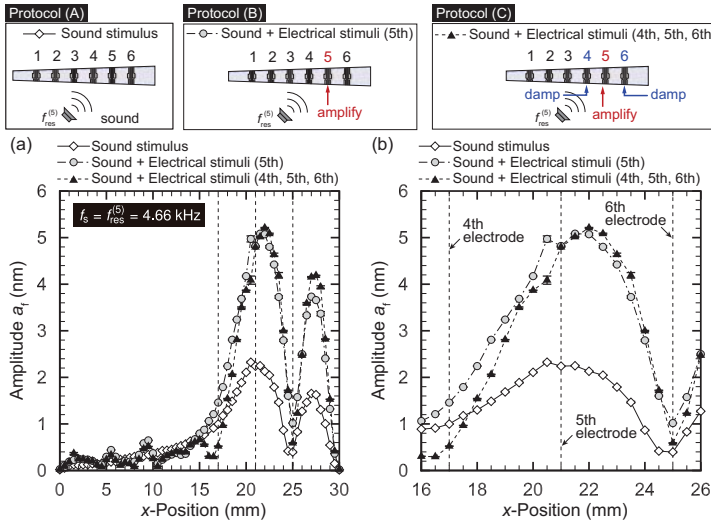 Protocol (A)
Sound stimulus
1 2 3 4 5 6
f_res^(5)
sound
Protocol (B)
Sound + Electrical stimuli (5th)
1 2 3 4 5 6
f_res^(5)
amplify
Protocol (C)
Sound + Electrical stimuli (4th, 5th, 6th)
1 2 3 4 5 6
damp
damp
f_res^(5)
amplify
(a)
Sound stimulus
Sound + Electrical stimuli (5th)
Sound + Electrical stimuli (4th, 5th, 6th)
f_s = f_res^(5) = 4.66 kHz
Amplitude a_f (nm)
6
5
4
3
2
1
0
0 5 10 15 20 25 30
x-Position (mm)
(b)
Sound stimulus
Sound + Electrical stimuli (5th)
Sound + Electrical stimuli (4th, 5th, 6th)
4th
electrode
6th
electrode
5th
electrode
Amplitude a_f (nm)
6
5
4
3
2
1
0
16 18 20 22 24 26
x-Position (mm)